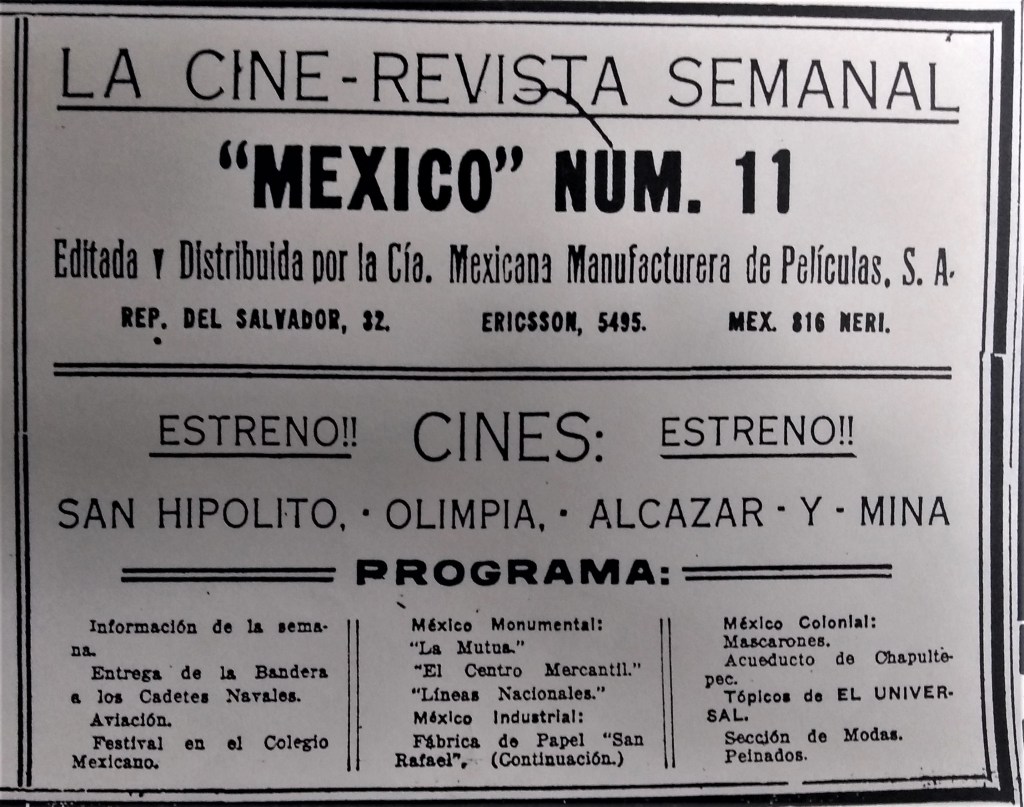 LA CINE-REVISTA SEMANAL
"MEXICO" NUM. 11
Editada Y Distribuida por la Cía. Mexicana Manufacturera de Películas, S. A.
REP. DEL SALVADOR, 32. ERICSSON, 5495. MEX. 816 NERI.
ESTRENO!! CINES: ESTRENO!!
SAN HIPOLITO, · OLIMPIA, · ALCAZAR - Y - MINA
PROGRAMA:
Información de la sema-
na.
Entrega de la Bandera
a los Cadetes Navales.
Aviación.
Festival en el Colegio
Mexicano.
México Monumental:
"La Mutua."
"El Centro Mercantil."
"Líneas Nacionales."
México Industrial:
Fábrica de Papel "San
Rafael", (Continuación.)
México Colonial:
Mascarones.
Acueducto de Chapulte-
pec.
Tópicos de EL UNIVER-
SAL.
Sección de Modas.
Peinados.